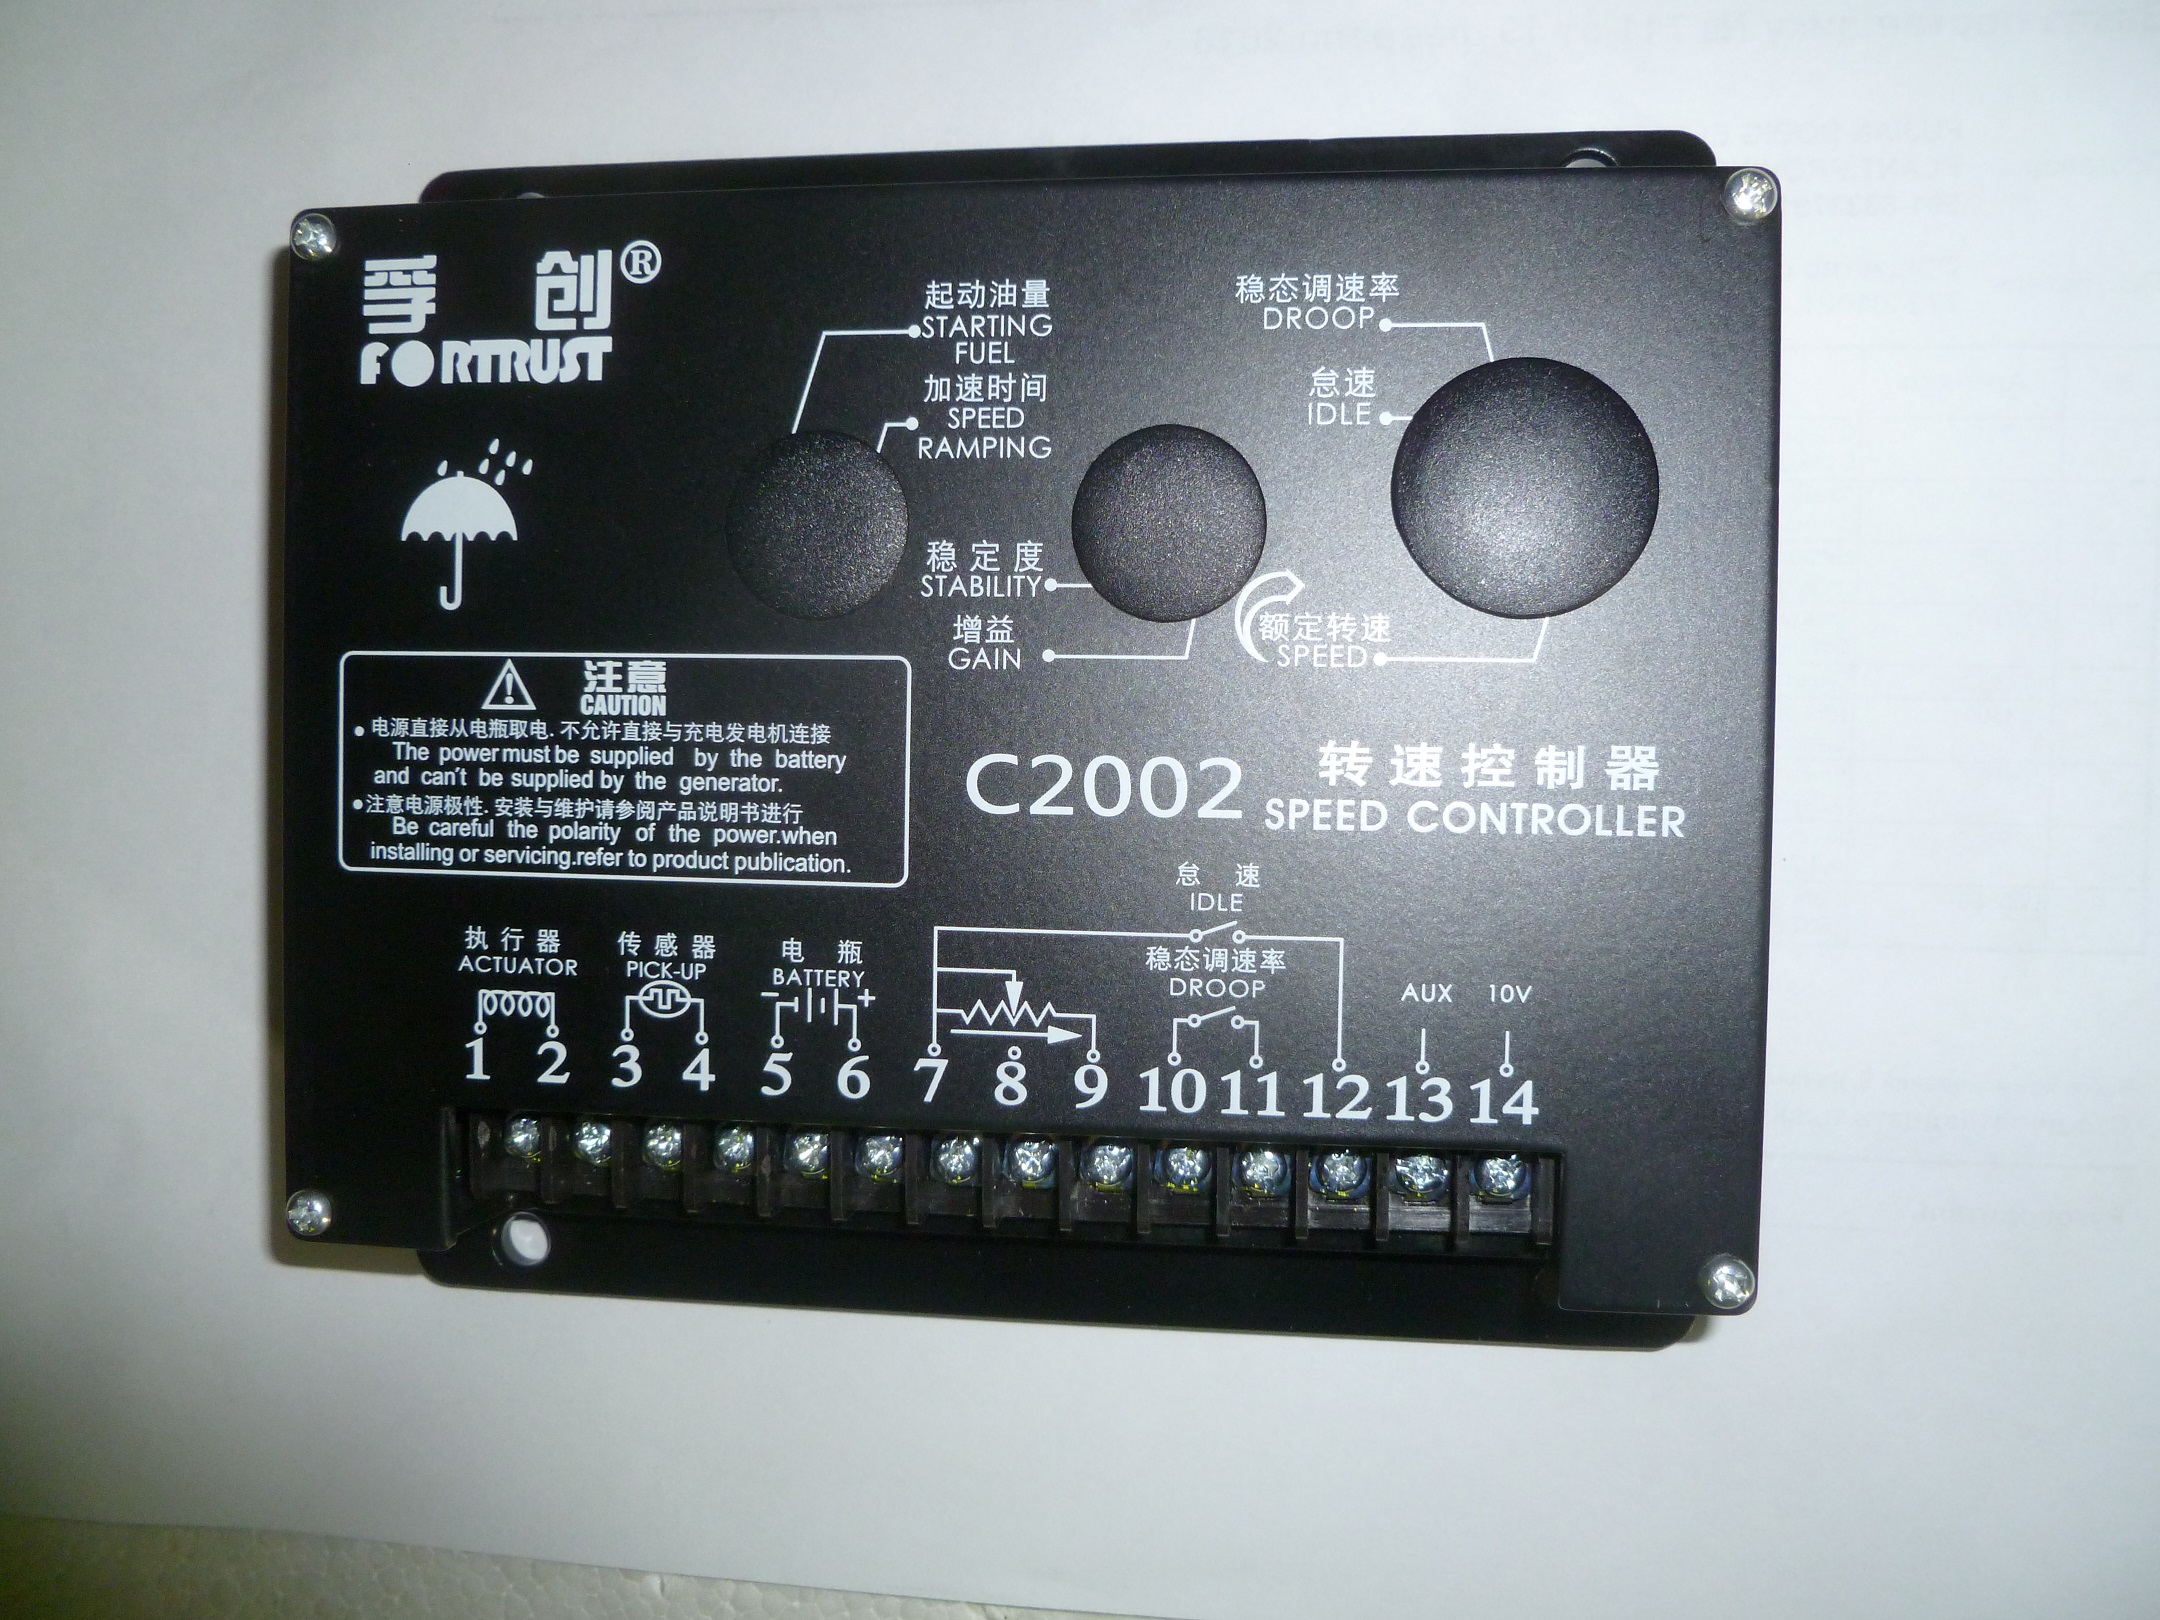 孚 创®
FORTRUST
起动油量
STARTING
FUEL
加速时间
SPEED
RAMPING
稳态调速率
DROOP
怠速
IDLE
稳定度
STABILITY
增益
GAIN
额定转速
SPEED
注意
CAUTION
●电源直接从电瓶取电.不允许直接与充电发电机连接
The power must be supplied by the battery
and can't be supplied by the generator.
●注意电源极性.安装与维护请参阅产品说明书进行
Be careful the polarity of the power.when
installing or servicing.refer to product publication.
C2002 转速控制器
SPEED CONTROLLER
执行器
ACTUATOR
传感器
PICK-UP
电瓶
BATTERY
- +
怠速
IDLE
稳态调速率
DROOP
AUX 10V
1 2 3 4 5 6 7 8 9 10 11 12 13 14